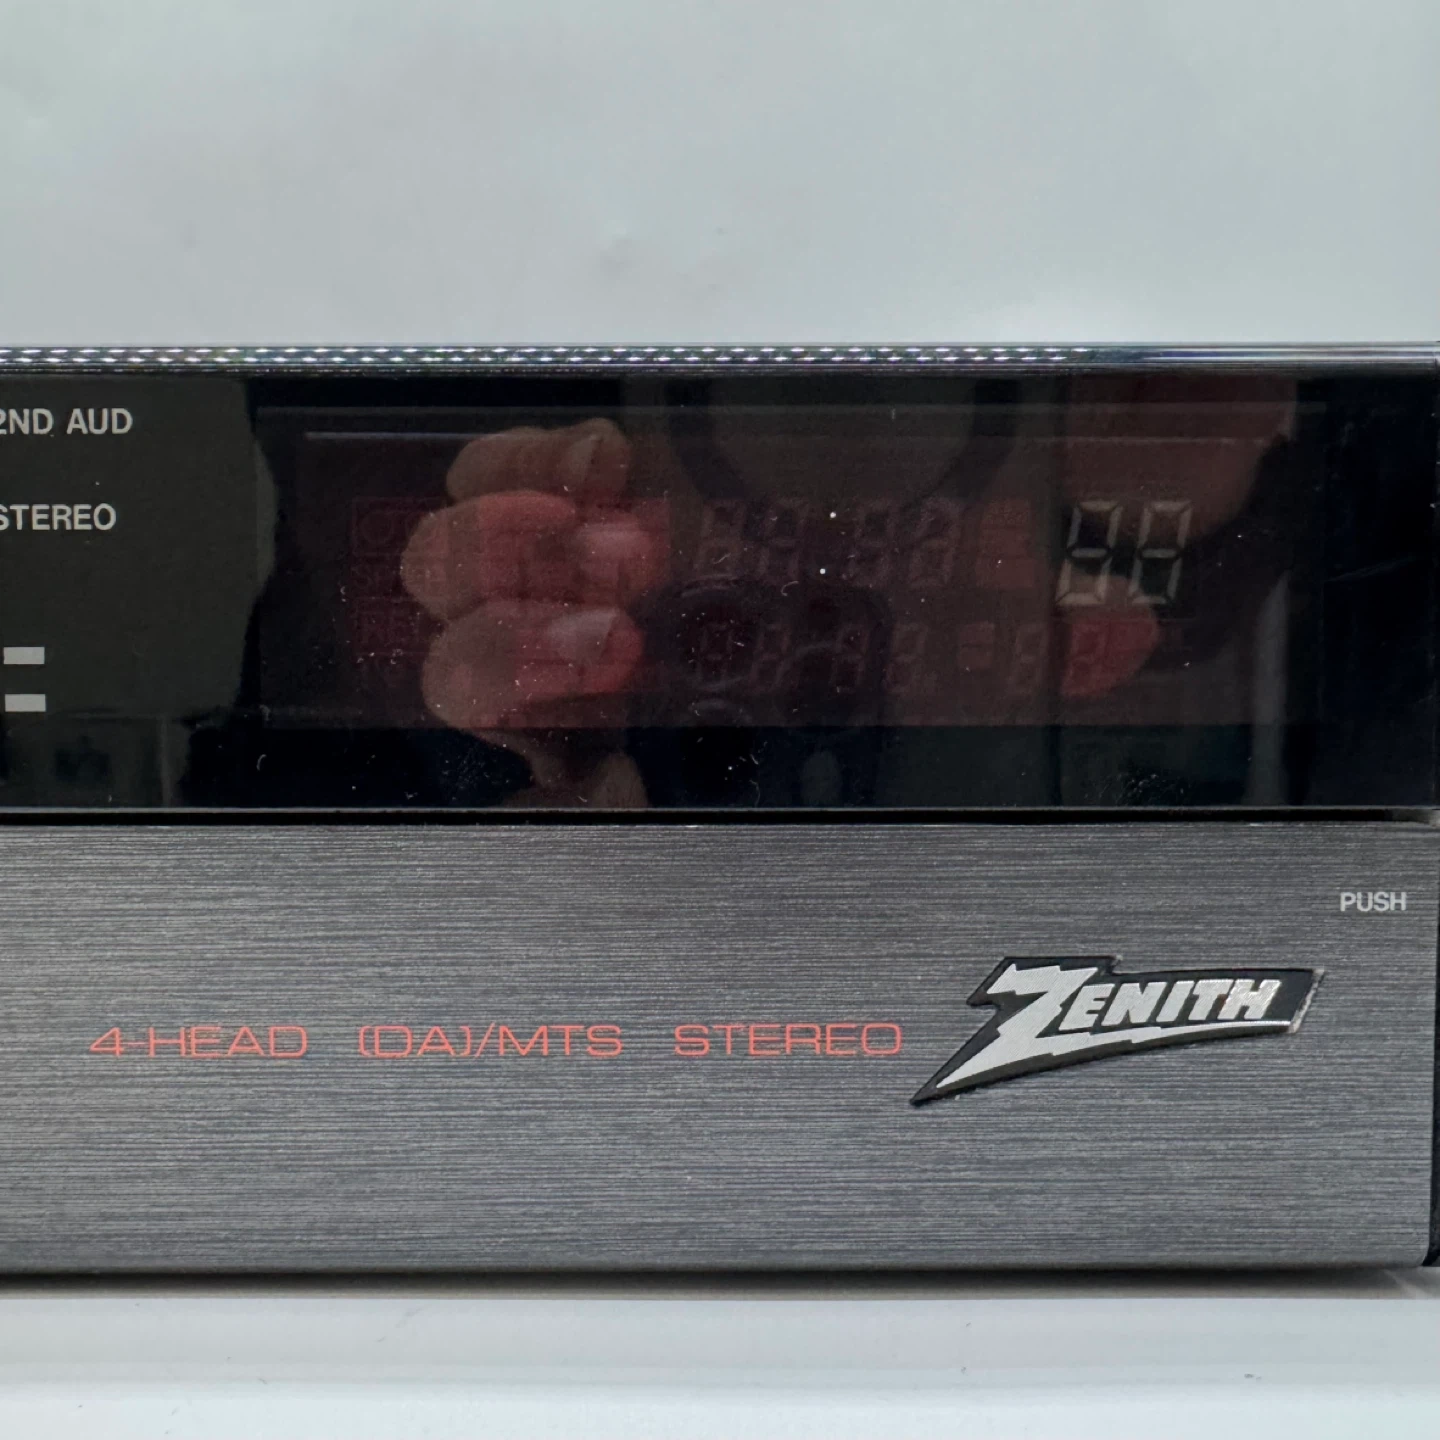 2ND AUD
STEREO
PUSH
4-HEAD (DA)/MTS STEREO
ZENITH